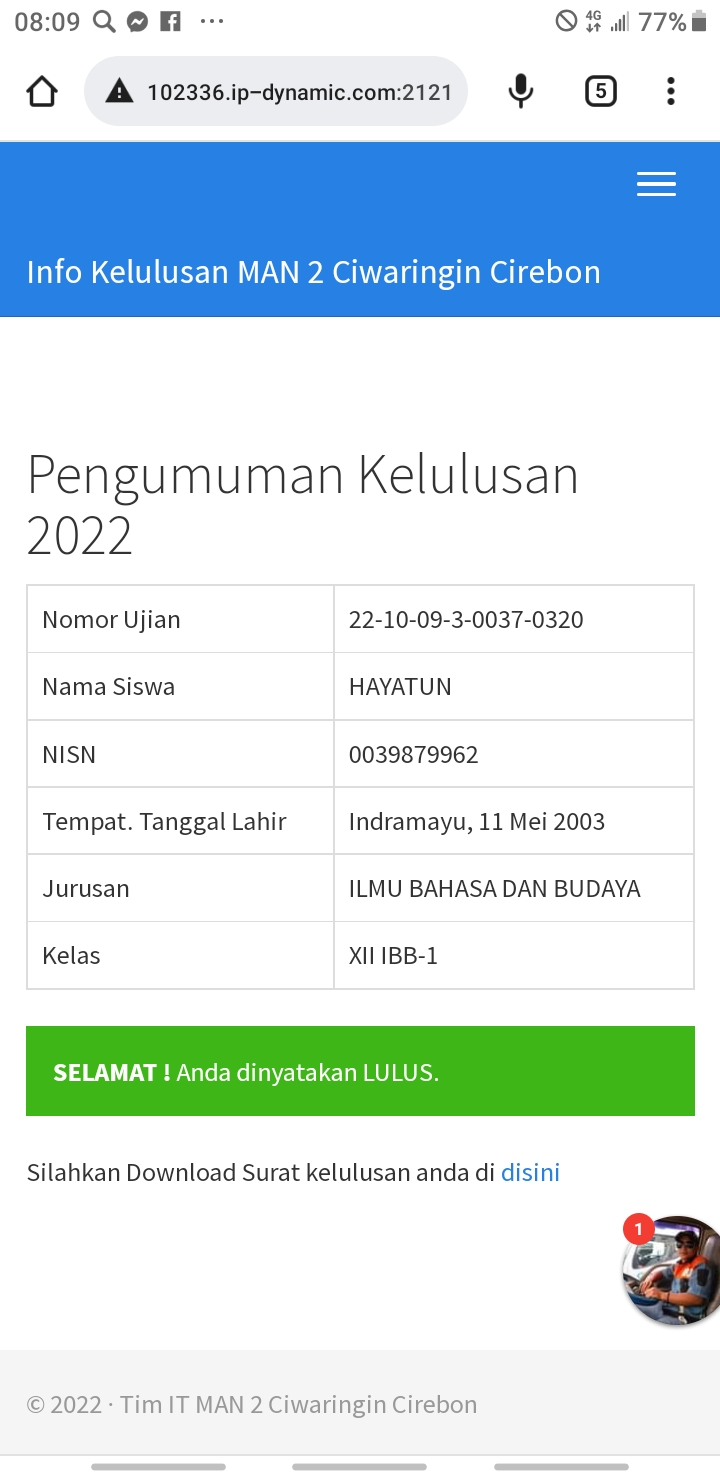 08:09 ... 4G 77%
102336.ip-dynamic.com:2121 5
Info Kelulusan MAN 2 Ciwaringin Cirebon
Pengumuman Kelulusan
2022
Nomor Ujian 22-10-09-3-0037-0320
Nama Siswa HAYATUN
NISN 0039879962
Tempat. Tanggal Lahir Indramayu, 11 Mei 2003
Jurusan ILMU BAHASA DAN BUDAYA
Kelas XII IBB-1
SELAMAT ! Anda dinyatakan LULUS.
Silahkan Download Surat kelulusan anda di disini
1
© 2022 · Tim IT MAN 2 Ciwaringin Cirebon